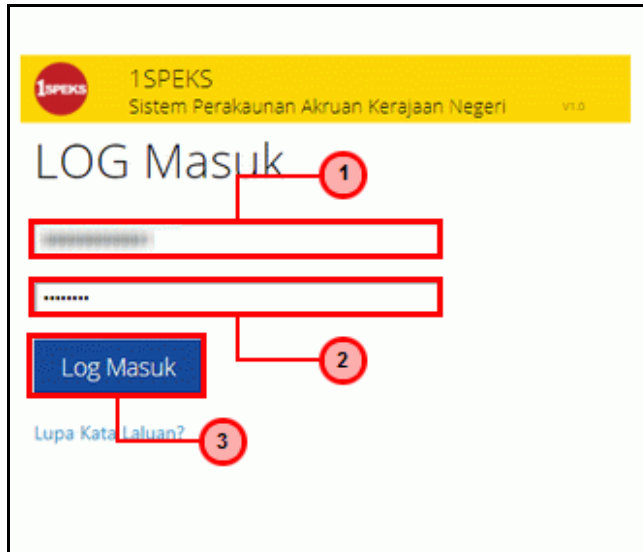 1SPEKS
1SPEKS
Sistem Perakaunan Akruan Kerajaan Negeri V1.0
LOG Masuk
1
2
Log Masuk
Lupa Kata Laluan?
3